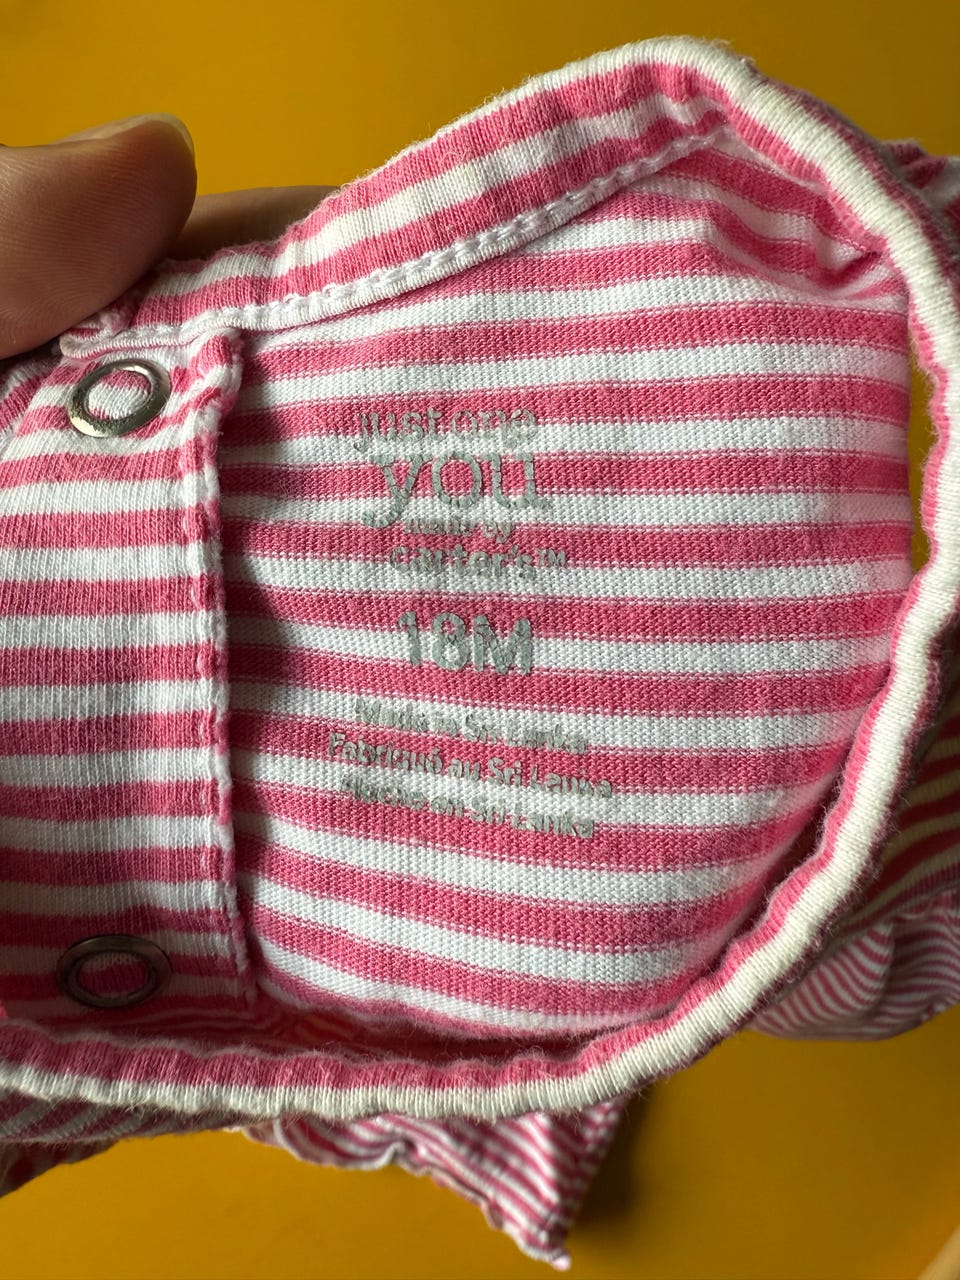 just one
you
made by
carter's™
18M
Made in Sri Lanka
Fabriqué au Sri Lanka
Hecho en Sri Lanka